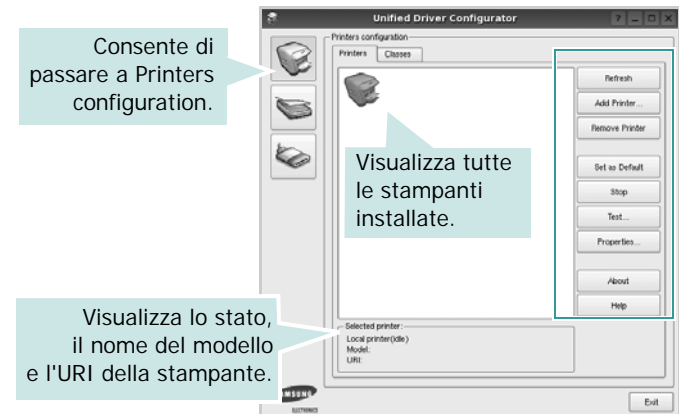 Unified Driver Configurator
Consente di
passare a Printers
configuration.
Printers configuration
Printers
Classes
Refresh
Add Printer...
Remove Printer
Set as Default
Stop
Test...
Properties...
About
Help
Visualizza tutte
le stampanti
installate.
Visualizza lo stato,
il nome del modello
e l'URI della stampante.
Selected printer:
Local printer(idle)
Model:
URI:
ELECTRONICS
Exit